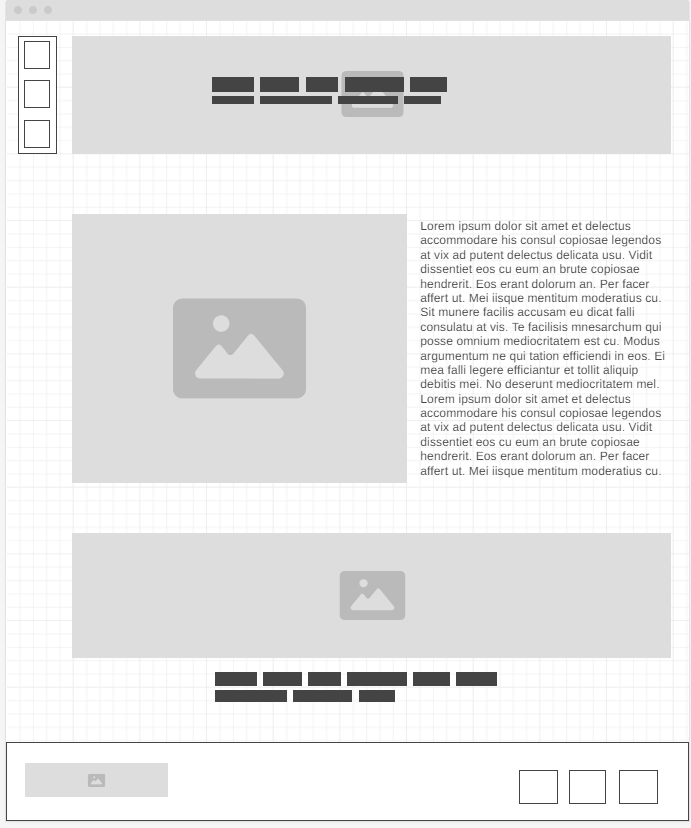 Lorem ipsum dolor sit amet et delectus
accommodare his consul copiosae legendos
at vix ad putent delectus delicata usu. Vidit
dissentiet eos cu eum an brute copiosae
hendrerit. Eos erant dolorum an. Per facer
affert ut. Mei iisque mentitum moderatius cu.
Sit munere facilis accusam eu dicat falli
consulatu at vis. Te facilisis mnesarchum qui
posse omnium mediocritatem est cu. Modus
argumentum ne qui tation efficiendi in eos. Ei
mea falli legere efficiantur et tollit aliquip
debitis mei. No deserunt mediocritatem mel.
Lorem ipsum dolor sit amet et delectus
accommodare his consul copiosae legendos
at vix ad putent delectus delicata usu. Vidit
dissentiet eos cu eum an brute copiosae
hendrerit. Eos erant dolorum an. Per facer
affert ut. Mei iisque mentitum moderatius cu.